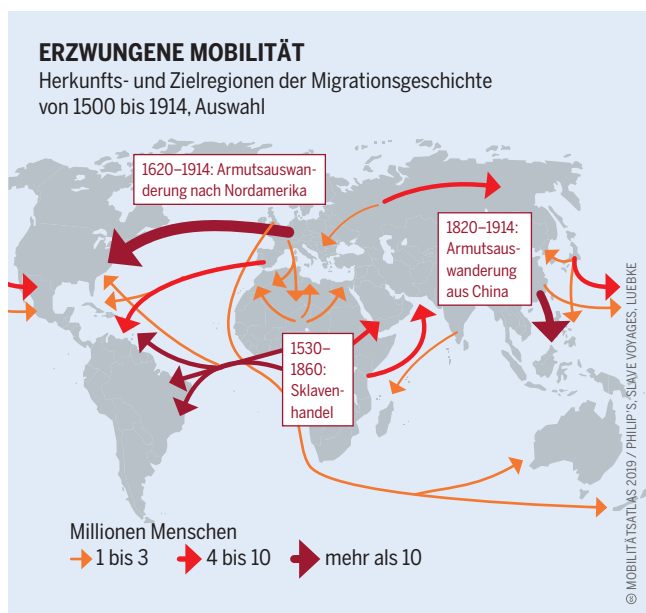 ERZWUNGENE MOBILITÄT
Herkunfts- und Zielregionen der Migrationsgeschichte
von 1500 bis 1914, Auswahl
1620–1914: Armutsauswan-
derung nach Nordamerika
1820–1914:
Armutsaus-
wanderung
aus China
1530–
1860:
Sklaven-
handel
Millionen Menschen
1 bis 3
4 bis 10
mehr als 10
© MOBILITÄTSATLAS 2019 / PHILIP'S, SLAVE VOYAGES, LUEBKE